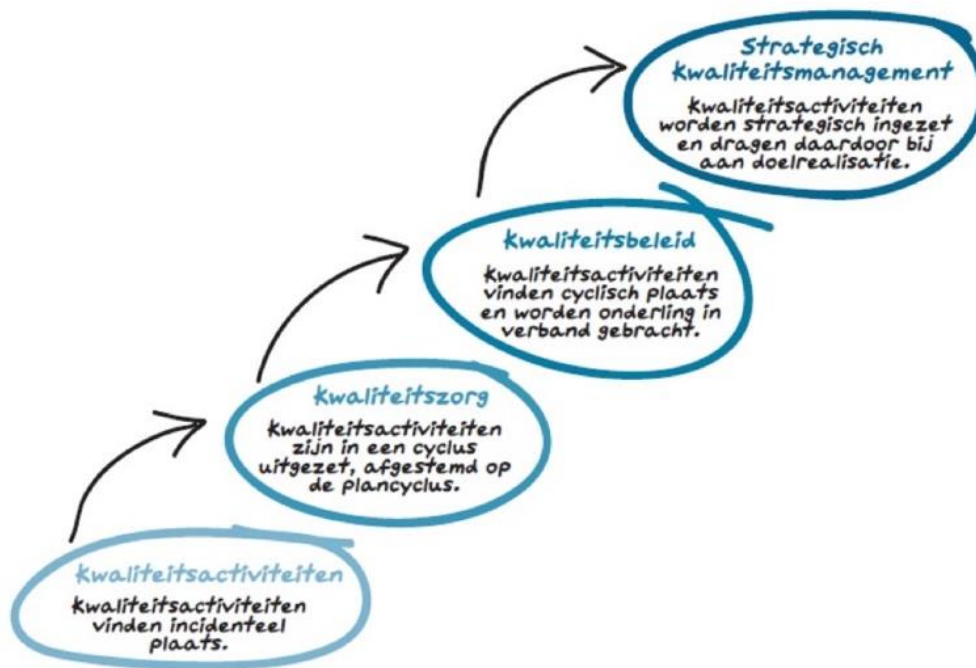 Strategisch
kwaliteitsmanagement
kwaliteitsactiviteiten
worden strategisch ingezet
en dragen daardoor bij
aan doelrealisatie.
kwaliteitsbeleid
kwaliteitsactiviteiten
vinden cyclisch plaats
en worden onderling in
verband gebracht.
kwaliteitszorg
kwaliteitsactiviteiten
zijn in een cyclus
uitgezet, afgestemd op
de plancyclus.
kwaliteitsactiviteiten
kwaliteitsactiviteiten
vinden incidenteel
plaats.